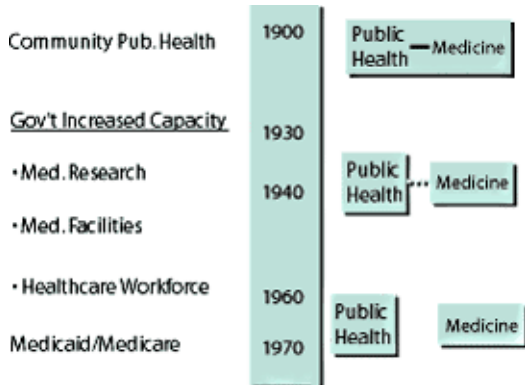 Community Pub. Health
1900
Public
Health
Medicine
Gov't Increased Capacity
1930
• Med. Research
1940
Public
Health
Medicine
• Med. Facilities
• Healthcare Workforce
1960
Public
Health
Medicine
Medicaid/Medicare
1970